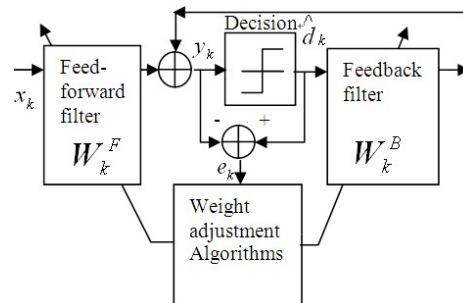 Decision
y_k
d̂_k
Feed-
forward
filter
W_k^F
x_k
Feedback
filter
W_k^B
- +
e_k
Weight
adjustment
Algorithms